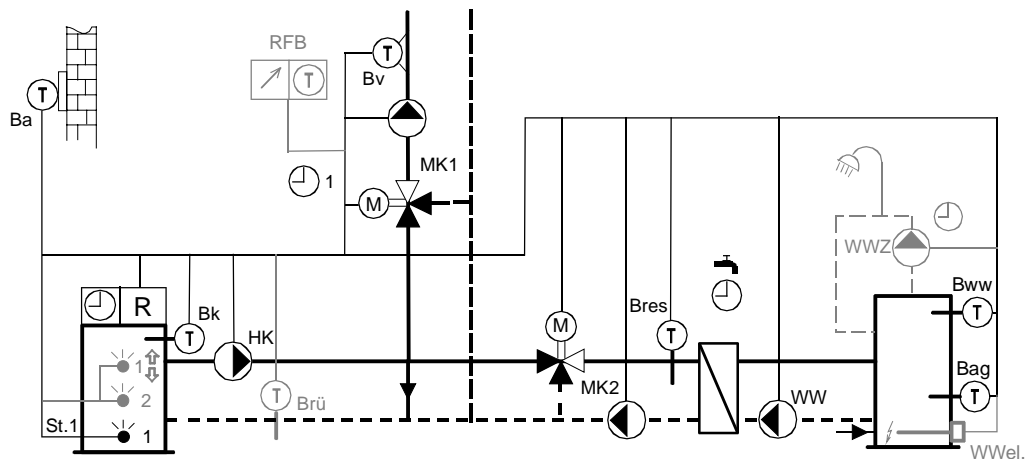 RFB
T
T
Bv
T
Ba
MK1
1
M
WWZ
R
Bk
T
HK
M
Bres
T
Bww
T
1
2
St.1
1
T
Brü
MK2
WW
Bag
T
WWel.